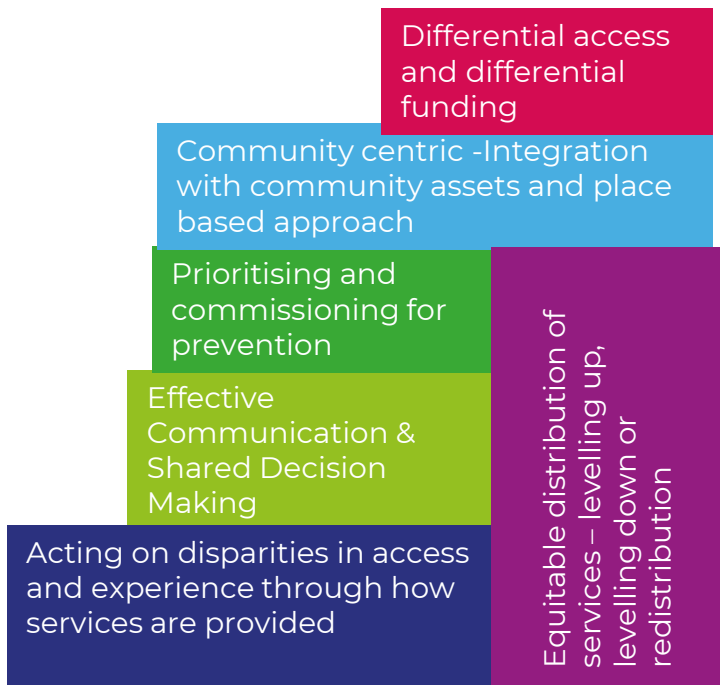 Differential access
and differential
funding
Community centric -Integration
with community assets and place
based approach
Prioritising and
commissioning for
prevention
Effective
Communication &
Shared Decision
Making
Acting on disparities in access
and experience through how
services are provided
Equitable distribution of
services – levelling up,
levelling down or
redistribution